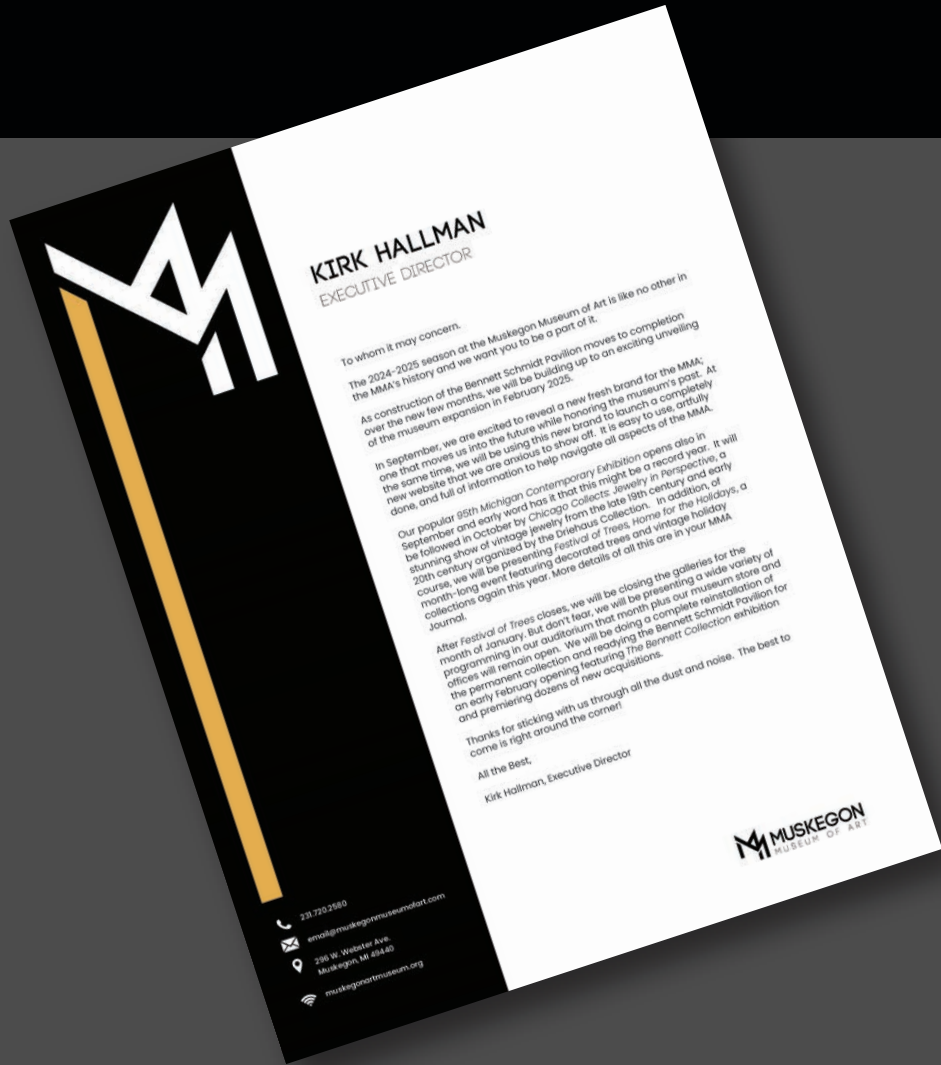 KIRK HALLMAN
EXECUTIVE DIRECTOR
To whom it may concern.
The 2024-2025 season at the Muskegon Museum of Art is like no other in
the MMA's history and we want you to be a part of it.
As construction of the Bennett Schmidt Pavilion moves to completion
over the new few months, we will be building up to an exciting unveiling
of the museum expansion in February 2025.
In September, we are excited to reveal a new fresh brand for the MMA;
one that moves us into the future while honoring the museum's past. At
the same time, we will be using this new brand to launch a completely
new website that we are anxious to show off. It is easy to use, artfully
done, and full of information to help navigate all aspects of the MMA.
Our popular 95th Michigan Contemporary Exhibition opens also in
September and early word has it that this might be a record year. It will
be followed in October by Chicago Collects: Jewelry in Perspective, a
stunning show of vintage jewelry from the late 19th century and early
20th century organized by the Driehaus Collection. In addition, of
course, we will be presenting Festival of Trees, Home for the Holidays, a
month-long event featuring decorated trees and vintage holiday
collections again this year. More details of all this are in your MMA
Journal.
After Festival of Trees closes, we will be closing the galleries for the
month of January. But don't fear, we will be presenting a wide variety of
programming in our auditorium that month plus our museum store and
offices will remain open. We will be doing a complete reinstallation of
the permanent collection and readying the Bennett Schmidt Pavilion for
an early February opening featuring The Bennett Collection exhibition
and premiering dozens of new acquisitions.
Thanks for sticking with us through all the dust and noise. The best to
come is right around the corner!
All the Best,
Kirk Hallman, Executive Director
MUSKEGON
MUSEUM OF ART
231.720.2580
email@muskegonmuseumofart.com
296 W. Webster Ave.
Muskegon, MI 49440
muskegonartmuseum.org